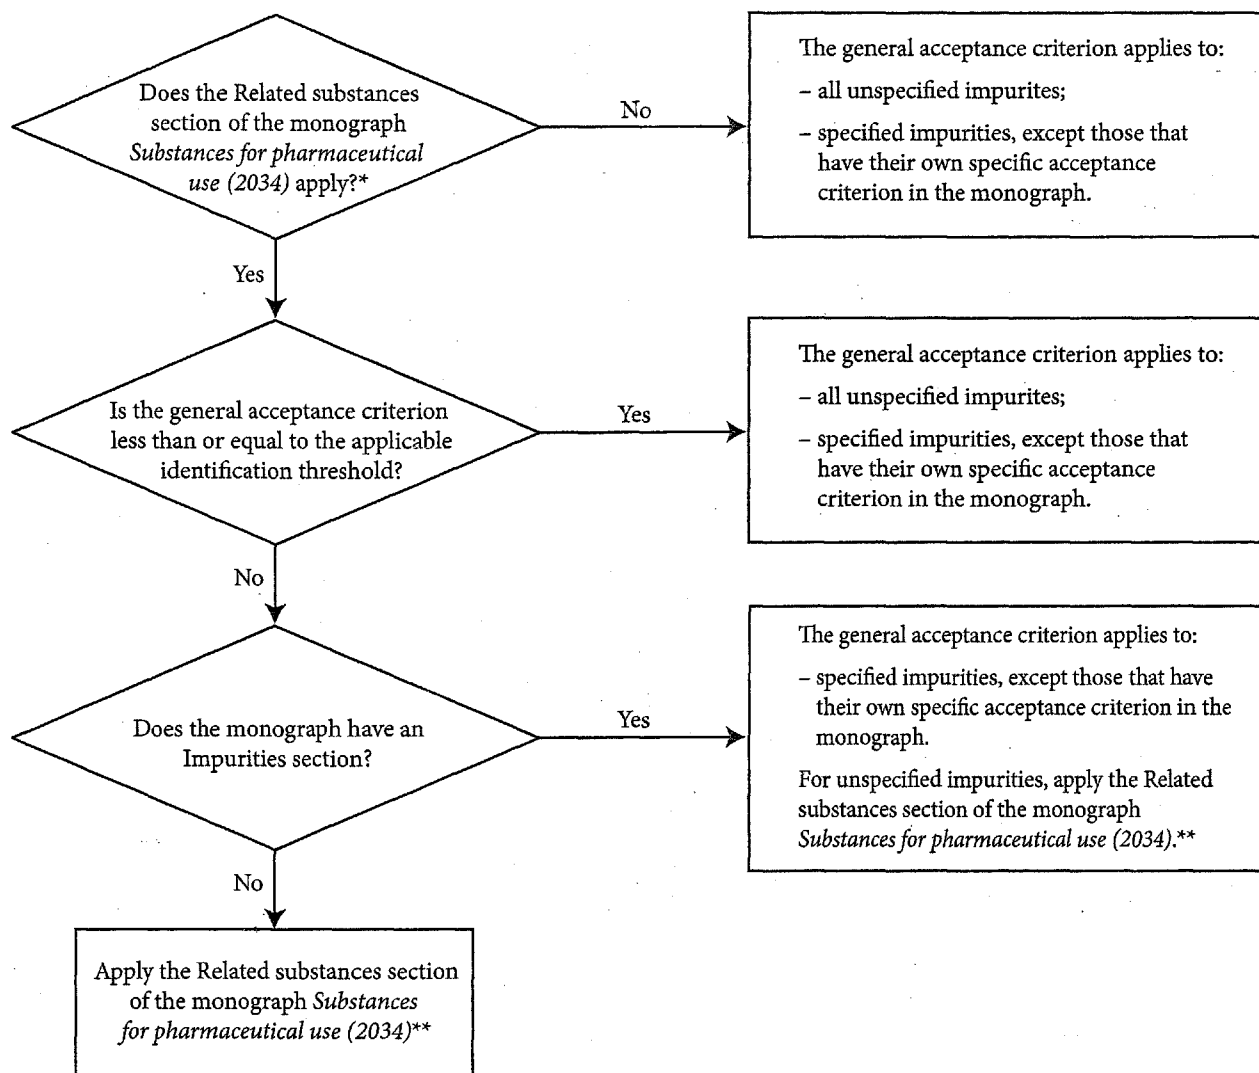 Does the Related substances
section of the monograph
Substances for pharmaceutical
use (2034) apply?*
No
The general acceptance criterion applies to:
– all unspecified impurites;
– specified impurities, except those that
have their own specific acceptance
criterion in the monograph.
Yes
Is the general acceptance criterion
less than or equal to the applicable
identification threshold?
Yes
The general acceptance criterion applies to:
– all unspecified impurites;
– specified impurities, except those that
have their own specific acceptance
criterion in the monograph.
No
Does the monograph have an
Impurities section?
Yes
The general acceptance criterion applies to:
– specified impurities, except those that have
their own specific acceptance criterion in the
monograph.
For unspecified impurities, apply the Related
substances section of the monograph
Substances for pharmaceutical use (2034).**
No
Apply the Related substances section
of the monograph Substances
for pharmaceutical use (2034)**